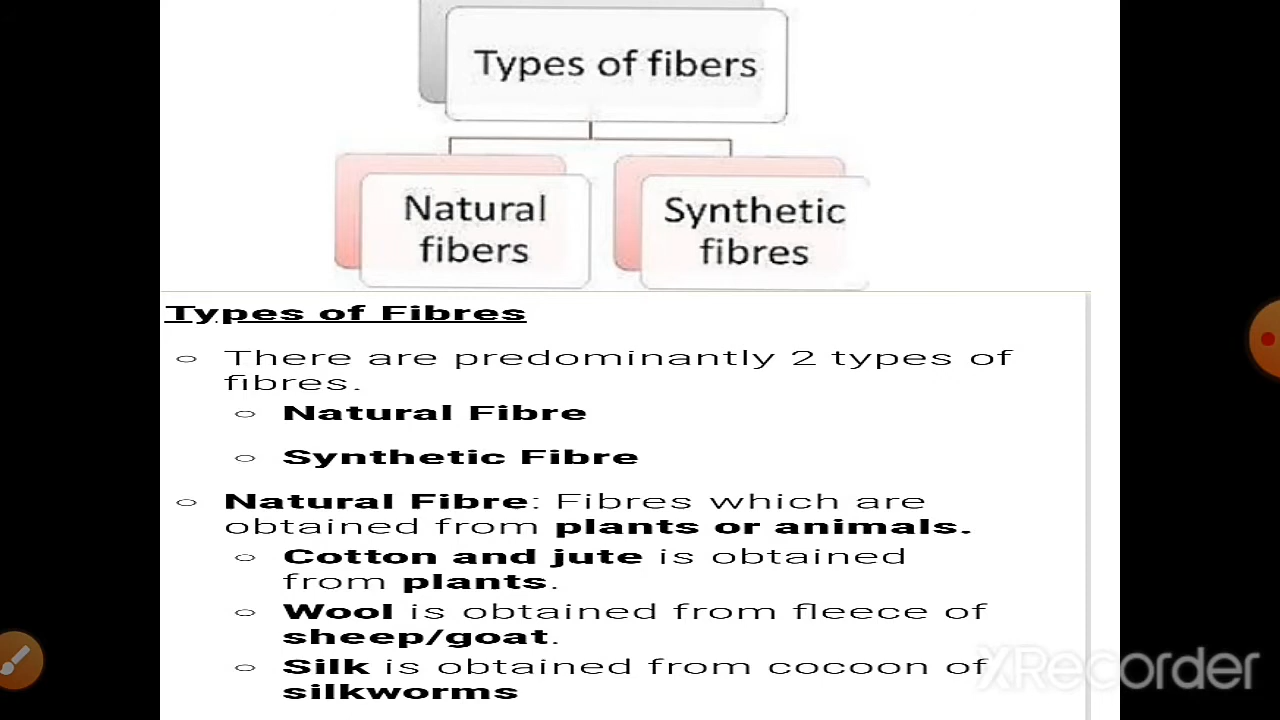 Types of fibers
Natural
fibers
Synthetic
fibres
Types of Fibres
There are predominantly 2 types of
fibres.
Natural Fibre
Synthetic Fibre
Natural Fibre: Fibres which are
obtained from plants or animals.
Cotton and jute is obtained
from plants.
Wool is obtained from fleece of
sheep/goat.
Silk is obtained from cocoon of
silkworms
XRecorder